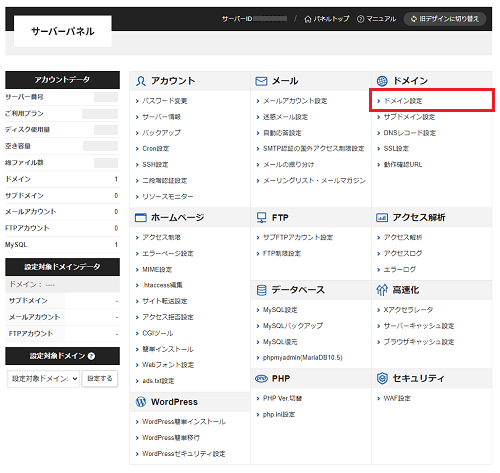 サーバーパネル
サーバーID / パネルトップ マニュアル 旧デザインに切り替え
アカウントデータ
サーバー番号
ご利用プラン
ディスク使用量
空き容量
総ファイル数
ドメイン 1
サブドメイン 0
メールアカウント 0
FTPアカウント 0
MySQL 1
設定対象ドメインデータ
ドメイン : ----
サブドメイン -
メールアカウント -
FTPアカウント -
設定対象ドメイン ?
設定対象ドメイン: 設定する
アカウント
パスワード変更
サーバー情報
バックアップ
Cron設定
SSH設定
二段階認証設定
リソースモニター
メール
メールアカウント設定
迷惑メール設定
自動応答設定
SMTP認証の国外アクセス制限設定
メールの振り分け
メーリングリスト・メールマガジン
ドメイン
ドメイン設定
サブドメイン設定
DNSレコード設定
SSL設定
動作確認URL
ホームページ
アクセス制限
エラーページ設定
MIME設定
.htaccess編集
サイト転送設定
アクセス拒否設定
CGIツール
簡単インストール
Webフォント設定
ads.txt設定
FTP
サブFTPアカウント設定
FTP制限設定
アクセス解析
アクセス解析
アクセスログ
エラーログ
データベース
MySQL設定
MySQLバックアップ
MySQL復元
phpmyadmin(MariaDB10.5)
高速化
Xアクセラレータ
サーバーキャッシュ設定
ブラウザキャッシュ設定
PHP
PHP Ver.切替
php.ini設定
セキュリティ
WAF設定
WordPress
WordPress簡単インストール
WordPress簡単移行
WordPressセキュリティ設定